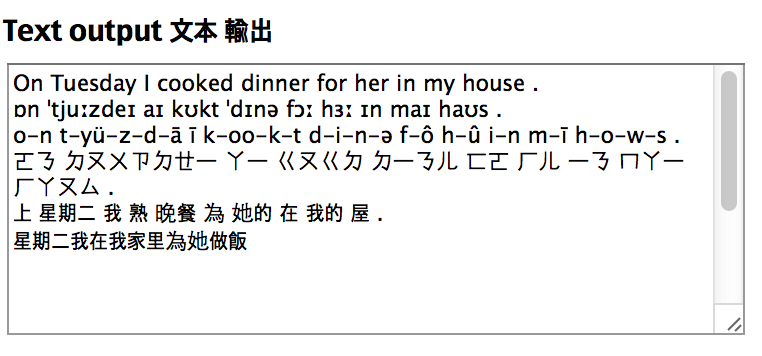 Text output 文本 輸出
On Tuesday I cooked dinner for her in my house .
ɒn 'tjuːzdeɪ aɪ kʊkt 'dɪnə fɔː hɜː ɪn maɪ haʊs .
o-n t-yü-z-d-ā ī k-oo-k-t d-i-n-ə f-ô h-û i-n m-ī h-o-w-s .
ㄛㄋ ㄉㄡㄨㄗㄉㄝㄧ ㄚㄧ ㄍㄡㄍㄉ ㄉㄧㄋㄦ ㄈㄛ ㄏㄦ ㄧㄋ ㄇㄚㄧ
ㄏㄚㄡㄙ .
上 星期二 我 熟 晚餐 為 她的 在 我的 屋 .
星期二我在我家里為她做飯